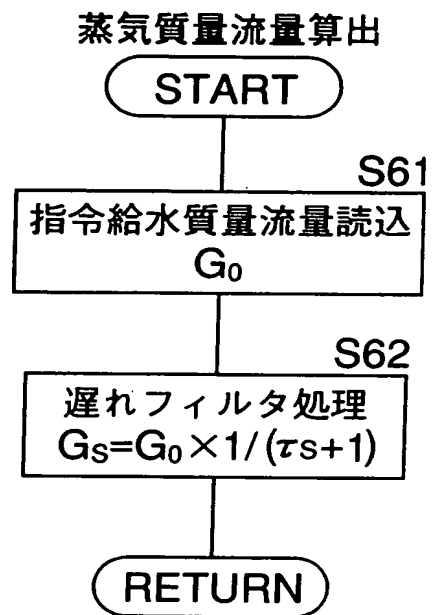 蒸気質量流量算出
START
S61
指令給水質量流量読込
G₀
S62
遅れフィルタ処理
Gs=G₀×1/(τs+1)
RETURN